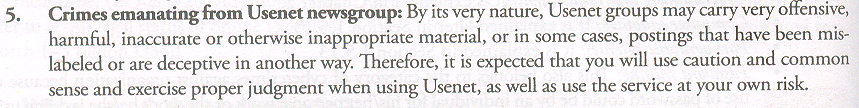 5. Crimes emanating from Usenet newsgroup: By its very nature, Usenet groups may carry very offensive,
harmful, inaccurate or otherwise inappropriate material, or in some cases, postings that have been mis-
labeled or are deceptive in another way. Therefore, it is expected that you will use caution and common
sense and exercise proper judgment when using Usenet, as well as use the service at your own risk.